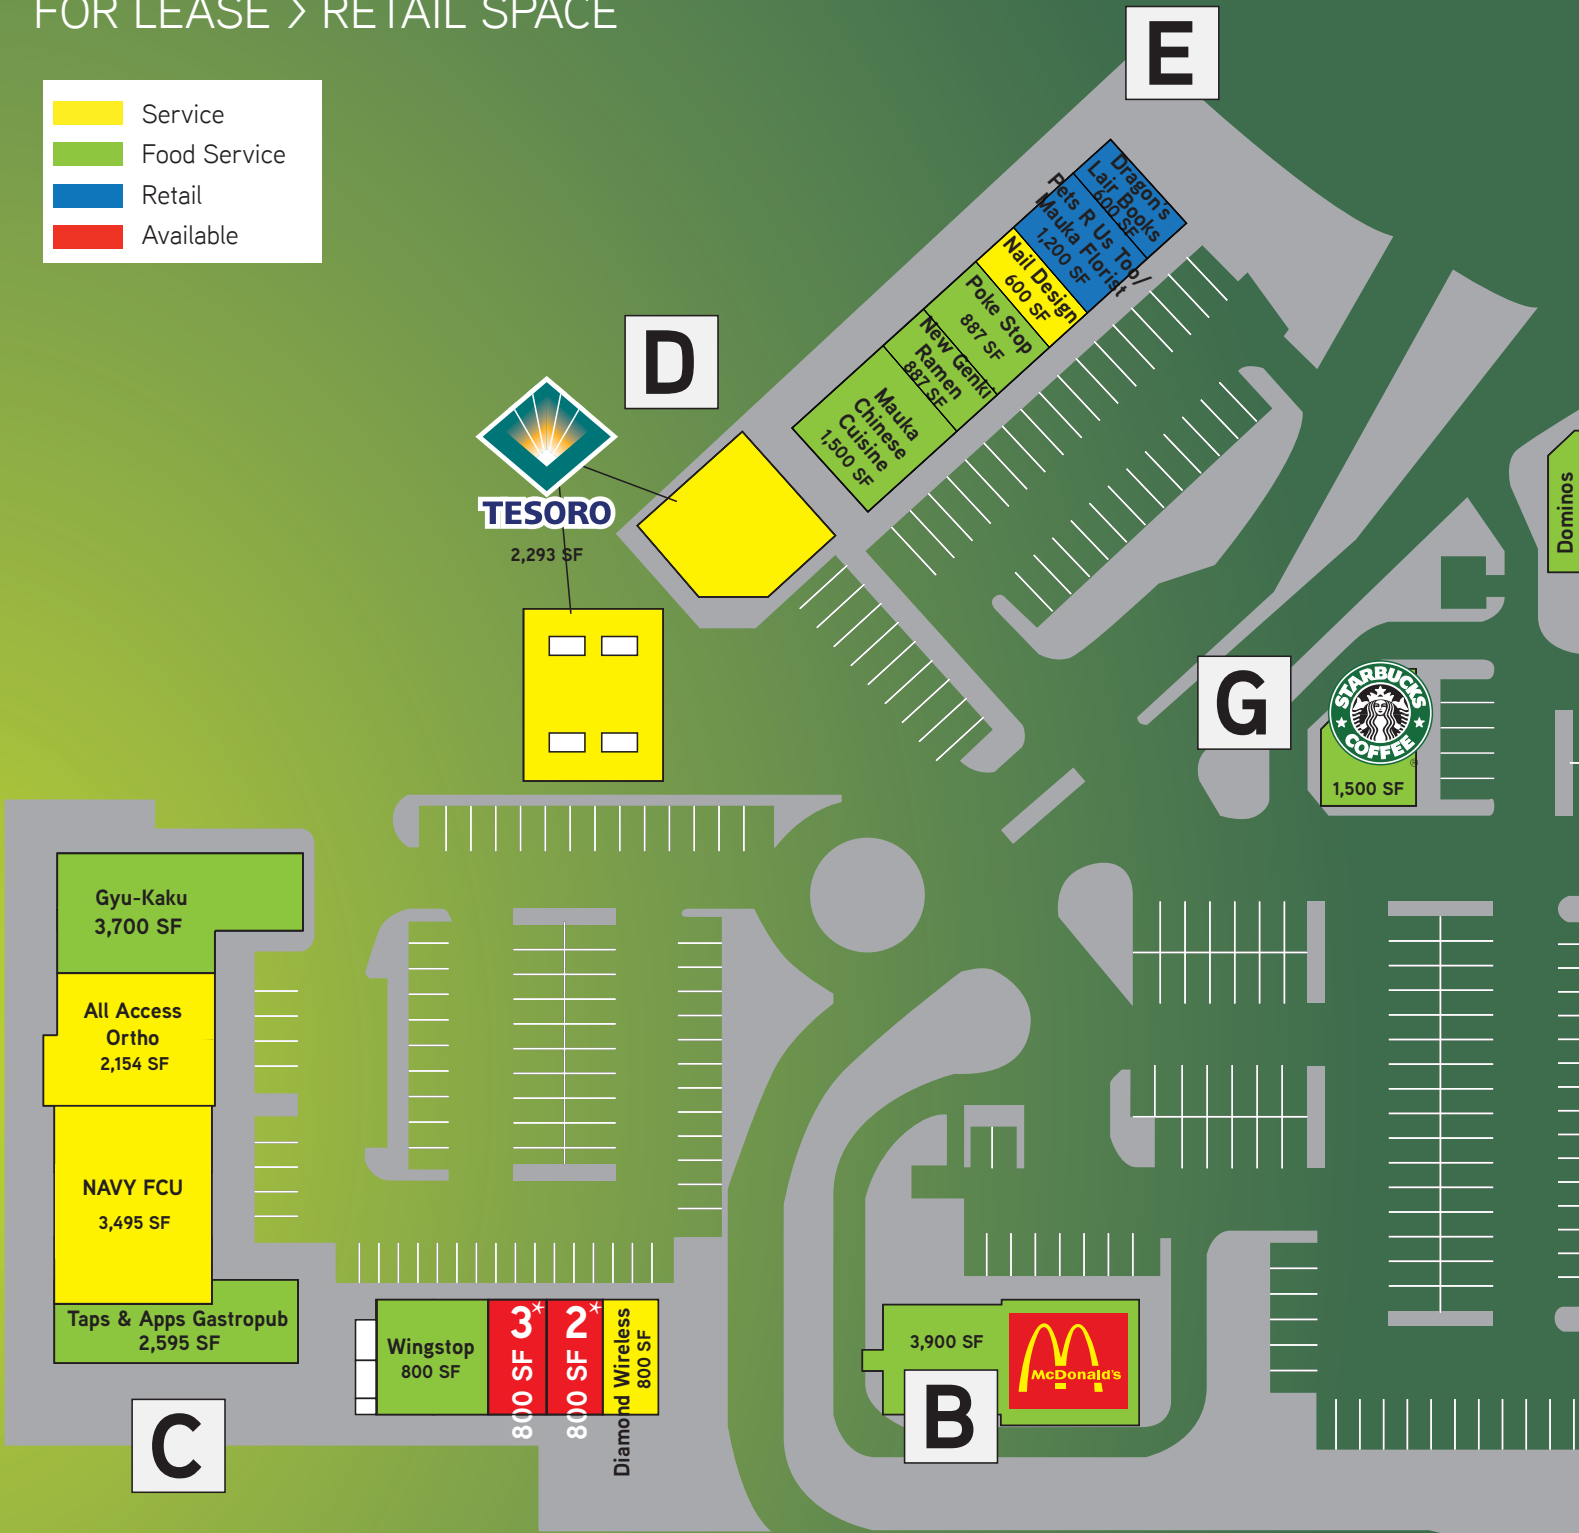 FOR LEASE > RETAIL SPACE
Service
Food Service
Retail
Available
E
Dragon's
Lair Books
600 SF
Pets R Us Too/
Mauka Florist
1,200 SF
Nail Design
600 SF
Poke Stop
887 SF
New Genki
Ramen
887 SF
Mauka
Chinese
Cuisine
1,500 SF
D
TESORO
2,293 SF
Dominos
G
STARBUCKS
COFFEE
®
1,500 SF
Gyu-Kaku
3,700 SF
All Access
Ortho
2,154 SF
NAVY FCU
3,495 SF
Taps & Apps Gastropub
2,595 SF
C
Wingstop
800 SF
3*
800 SF
2*
800 SF
Diamond Wireless
800 SF
3,900 SF
McDonald's
B